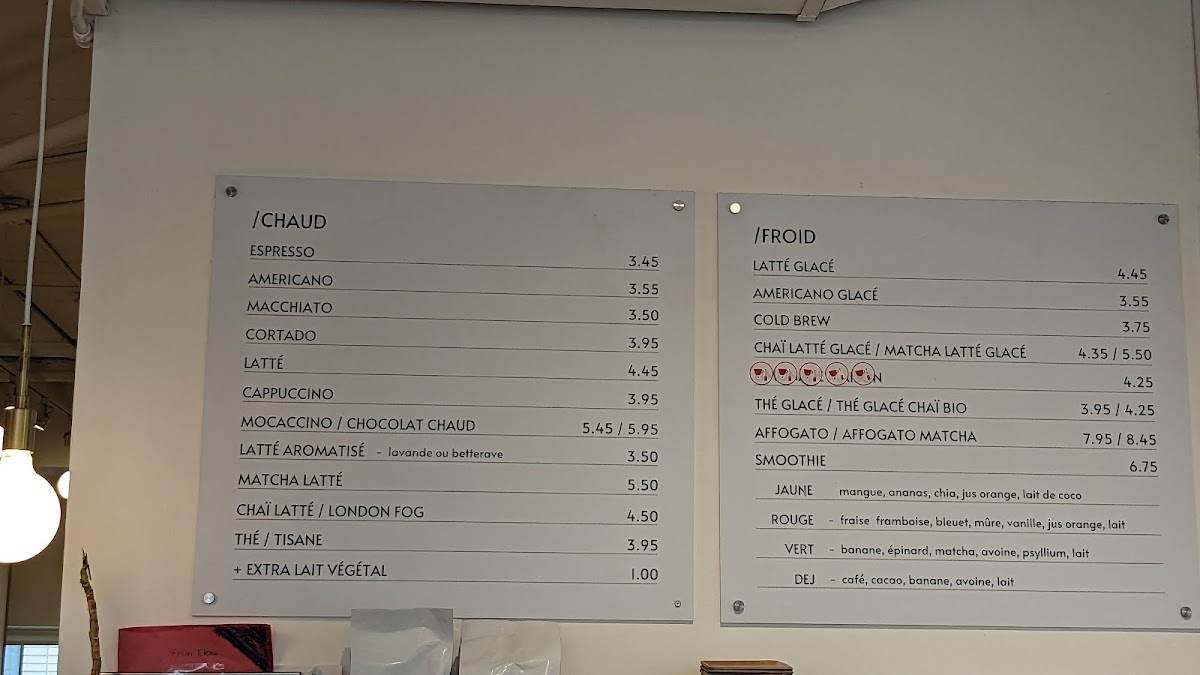 /CHAUD
ESPRESSO 3.45
AMERICANO 3.55
MACCHIATO 3.50
CORTADO 3.95
LATTÉ 4.45
CAPPUCCINO 3.95
MOCACCINO / CHOCOLAT CHAUD 5.45 / 5.95
LATTÉ AROMATISÉ - lavande ou betterave 3.50
MATCHA LATTÉ 5.50
CHAÏ LATTÉ / LONDON FOG 4.50
THÉ / TISANE 3.95
+ EXTRA LAIT VÉGÉTAL 1.00
/FROID
LATTÉ GLACÉ 4.45
AMERICANO GLACÉ 3.55
COLD BREW 3.75
CHAÏ LATTÉ GLACÉ / MATCHA LATTÉ GLACÉ 4.35 / 5.50
4.25
THÉ GLACÉ / THÉ GLACÉ CHAÏ BIO 3.95 / 4.25
AFFOGATO / AFFOGATO MATCHA 7.95 / 8.45
SMOOTHIE 6.75
JAUNE mangue, ananas, chia, jus orange, lait de coco
ROUGE - fraise framboise, bleuet, mûre, vanille, jus orange, lait
VERT - banane, épinard, matcha, avoine, psyllium, lait
DEJ - café, cacao, banane, avoine, lait